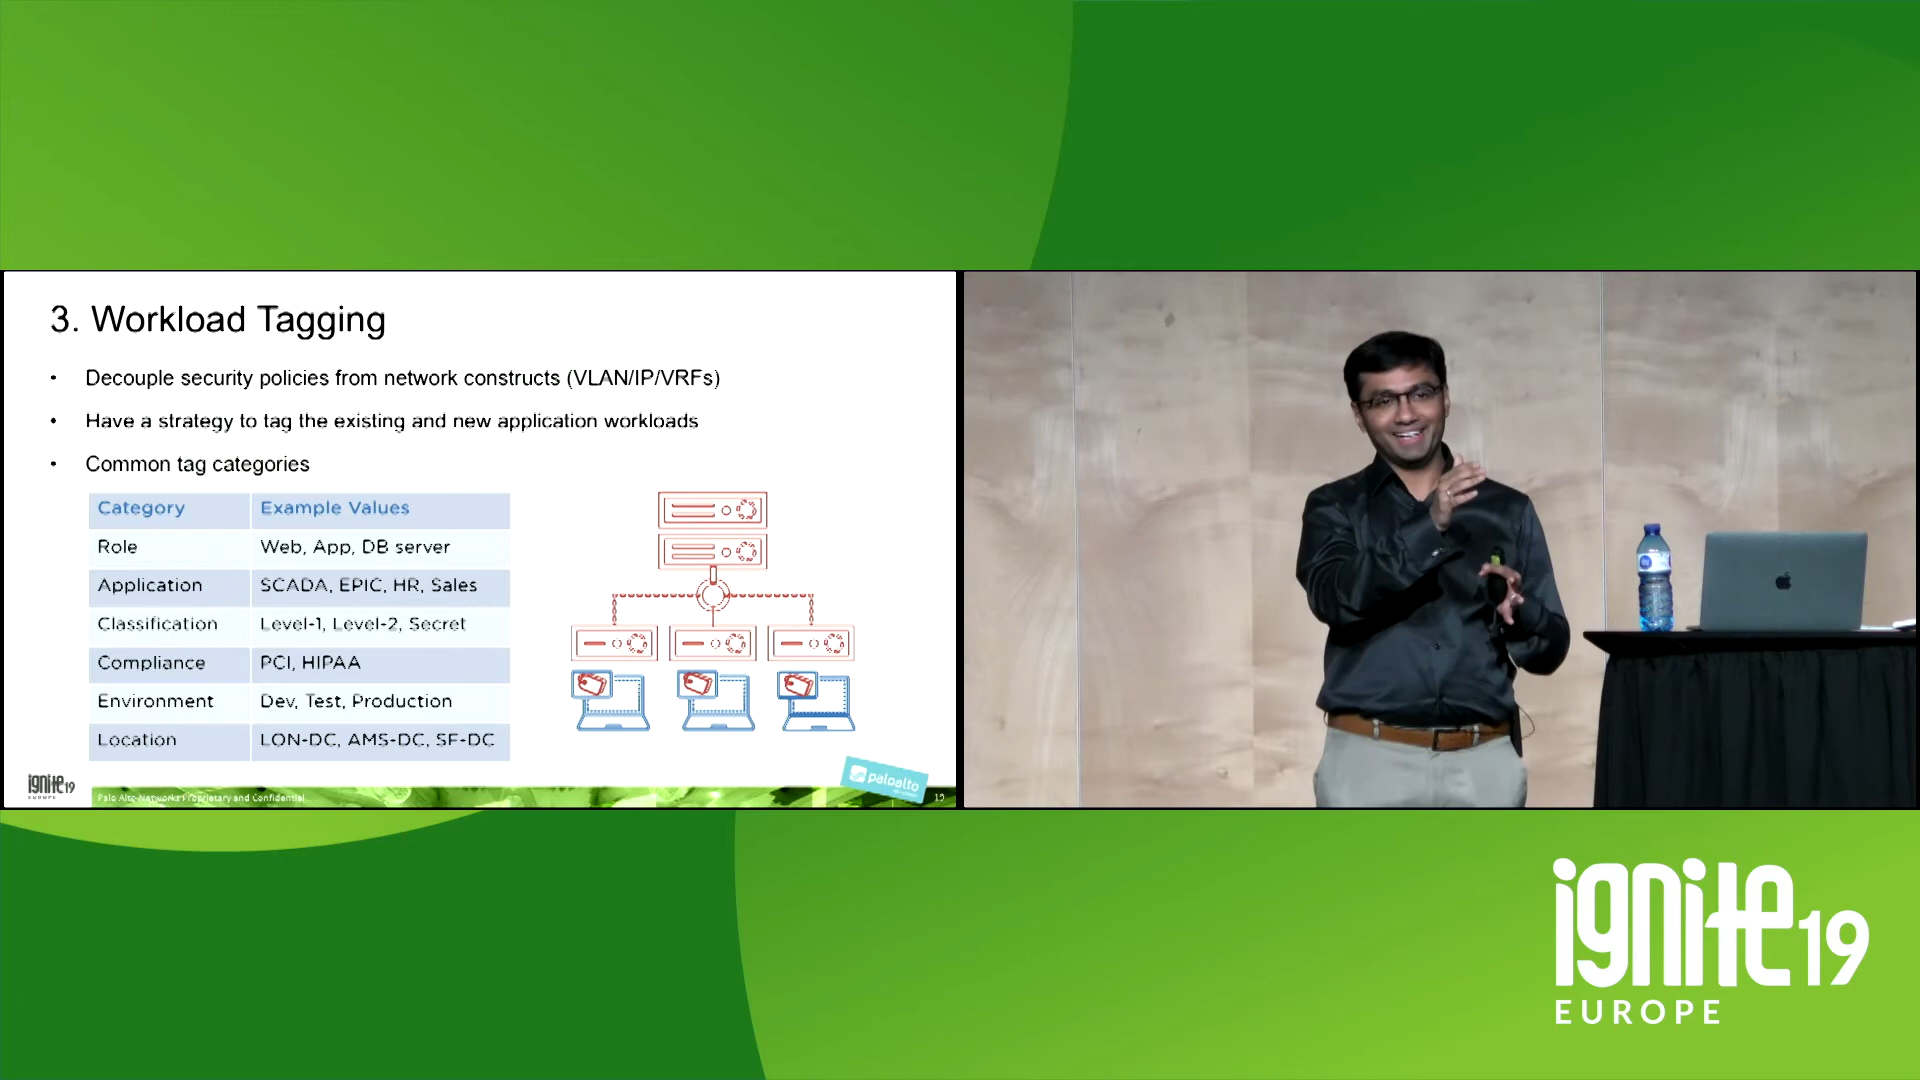 3. Workload Tagging
• Decouple security policies from network constructs (VLAN/IP/VRFs)
• Have a strategy to tag the existing and new application workloads
• Common tag categories
Category Example Values
Role Web, App, DB server
Application SCADA, EPIC, HR, Sales
Classification Level-1, Level-2, Secret
Compliance PCI, HIPAA
Environment Dev, Test, Production
Location LON-DC, AMS-DC, SF-DC
ignite19
EUROPE
Palo Alto Networks Proprietary and Confidential
paloalto
ignite19
EUROPE